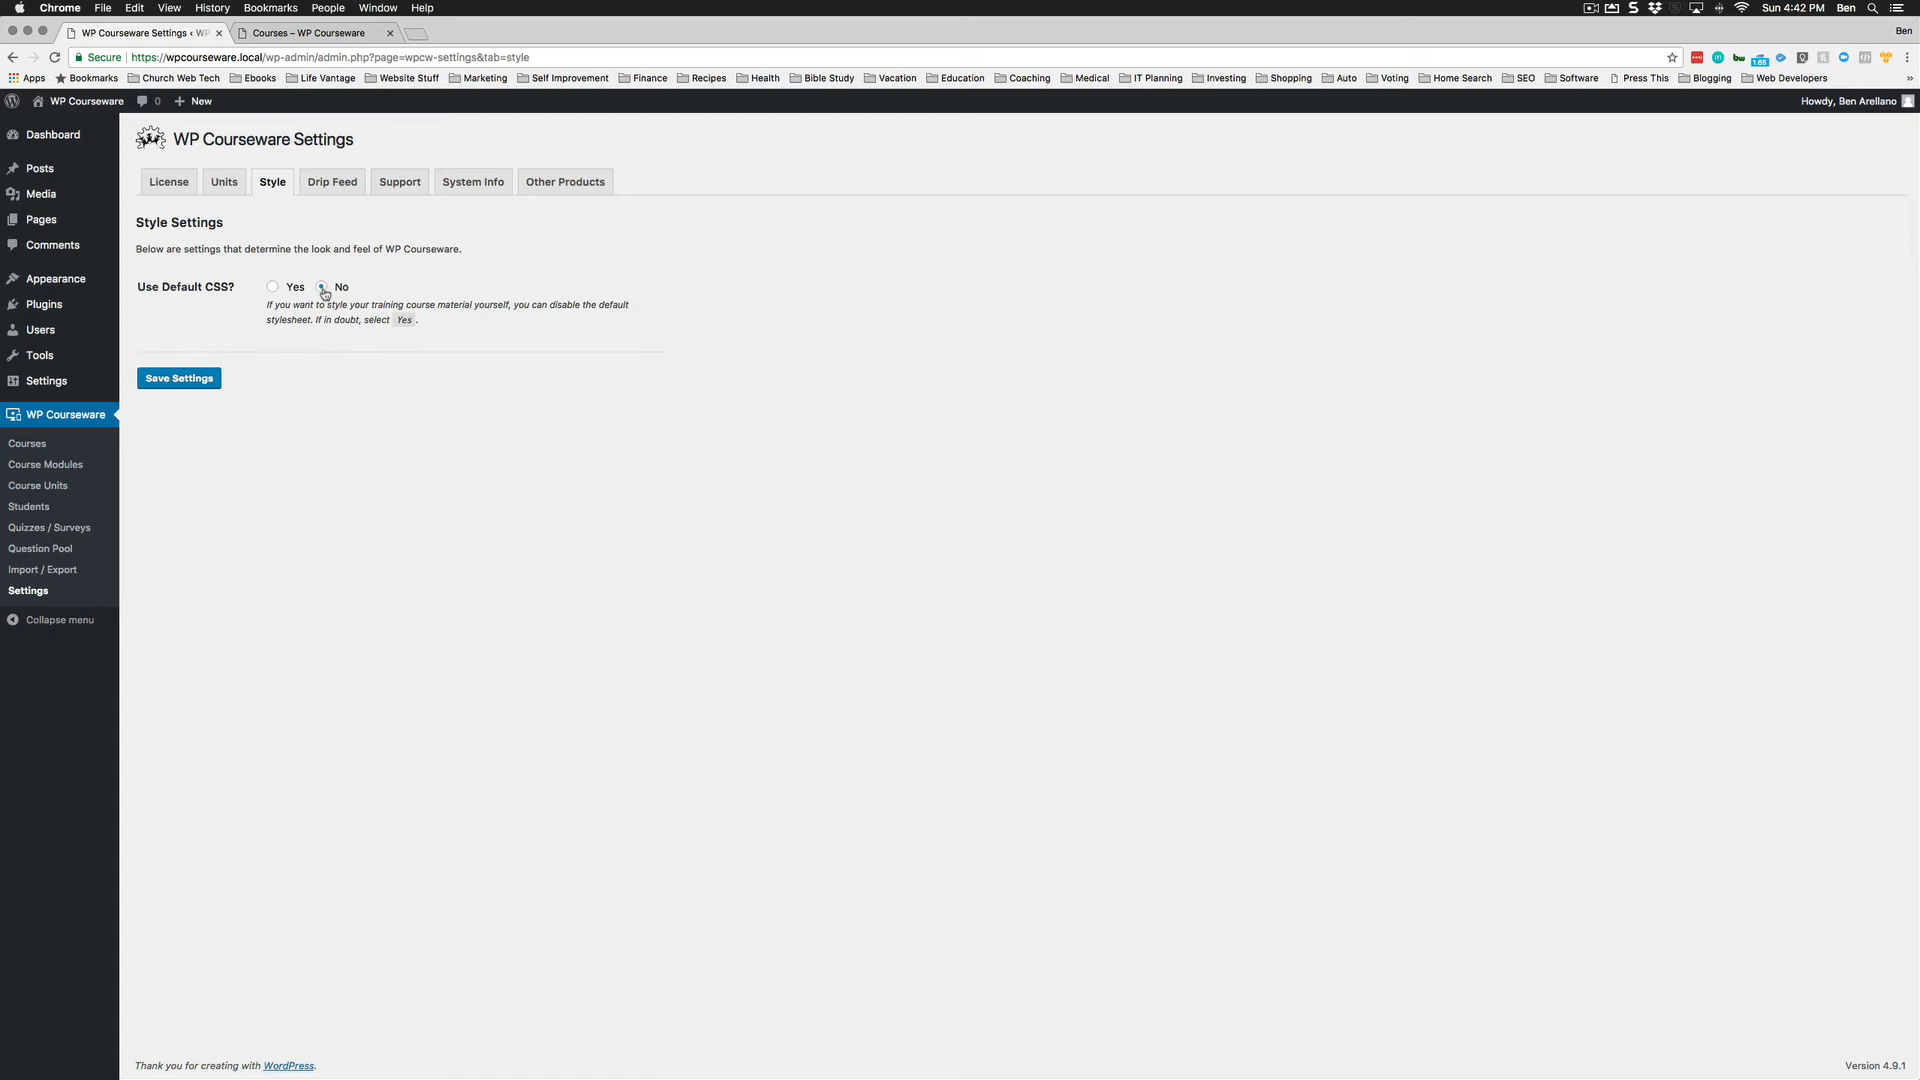 Chrome File Edit View History Bookmarks People Window Help
Sun 4:42 PM Ben
WP Courseware Settings ‹ WP
Courses – WP Courseware
Ben
Secure https://wpcourseware.local/wp-admin/admin.php?page=wpcw-settings&tab=style
1.65
Apps Bookmarks Church Web Tech Ebooks Life Vantage Website Stuff Marketing Self Improvement Finance Recipes Health Bible Study Vacation Education Coaching Medical IT Planning Investing Shopping Auto Voting Home Search SEO Software Press This Blogging Web Developers »
WP Courseware 0 + New
Howdy, Ben Arellano
Dashboard
Posts
Media
Pages
Comments
Appearance
Plugins
Users
Tools
Settings
WP Courseware
Courses
Course Modules
Course Units
Students
Quizzes / Surveys
Question Pool
Import / Export
Settings
Collapse menu
WP Courseware Settings
License Units Style Drip Feed Support System Info Other Products
Style Settings
Below are settings that determine the look and feel of WP Courseware.
Use Default CSS? Yes No
If you want to style your training course material yourself, you can disable the default
stylesheet. If in doubt, select Yes .
Save Settings
Thank you for creating with WordPress.
Version 4.9.1